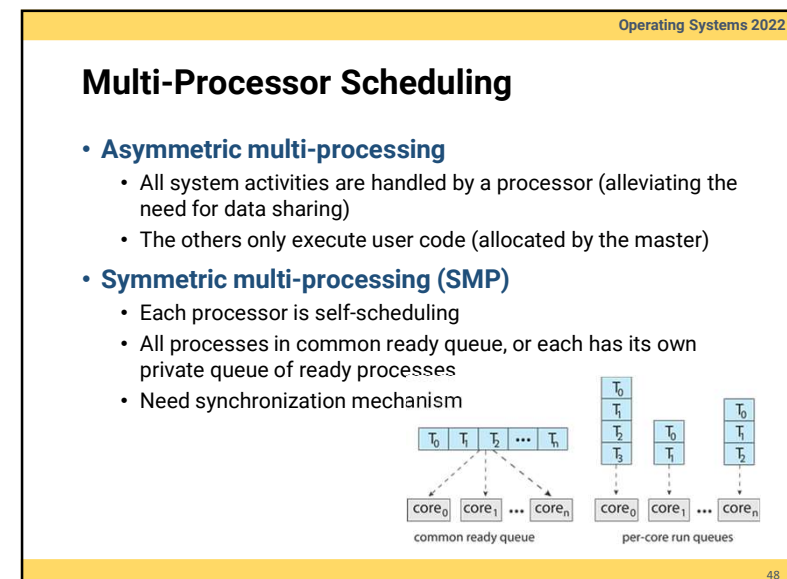 Operating Systems 2022
Multi-Processor Scheduling
• Asymmetric multi-processing
• All system activities are handled by a processor (alleviating the
need for data sharing)
• The others only execute user code (allocated by the master)
• Symmetric multi-processing (SMP)
• Each processor is self-scheduling
• All processes in common ready queue, or each has its own
private queue of ready processes
• Need synchronization mechanism
T0 T1 T2 ••• Tn
core0 core1 ••• coren
common ready queue
T0
T1
T2
T3
T0
T1
T0
T1
T2
core0 core1 ••• coren
per-core run queues
48